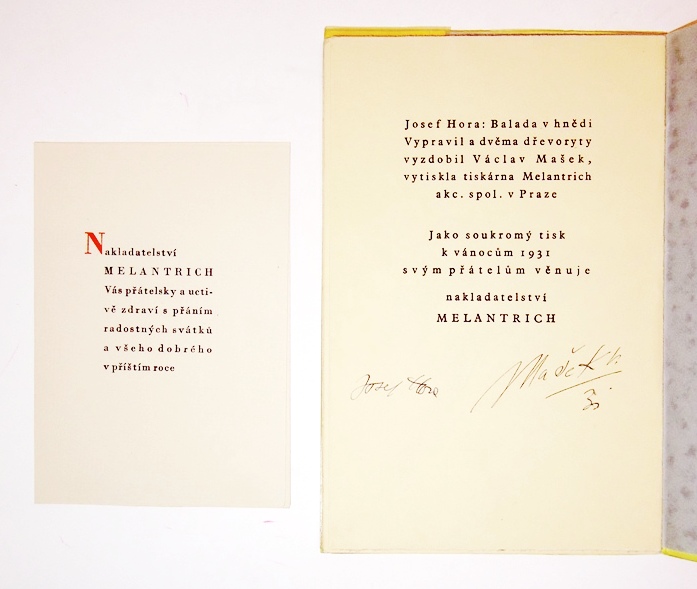 Nakladatelství
MELANTRICH
Vás přátelsky a ucti-
vě zdraví s přáním
radostných svátků
a všeho dobrého
v příštím roce
Josef Hora: Balada v hnědi
Vypravil a dvěma dřevoryty
vyzdobil Václav Mašek,
vytiskla tiskárna Melantrich
akc. spol. v Praze
Jako soukromý tisk
k vánocům 1931
svým přátelům věnuje
nakladatelství
MELANTRICH
Josef Hora
VMašek
31